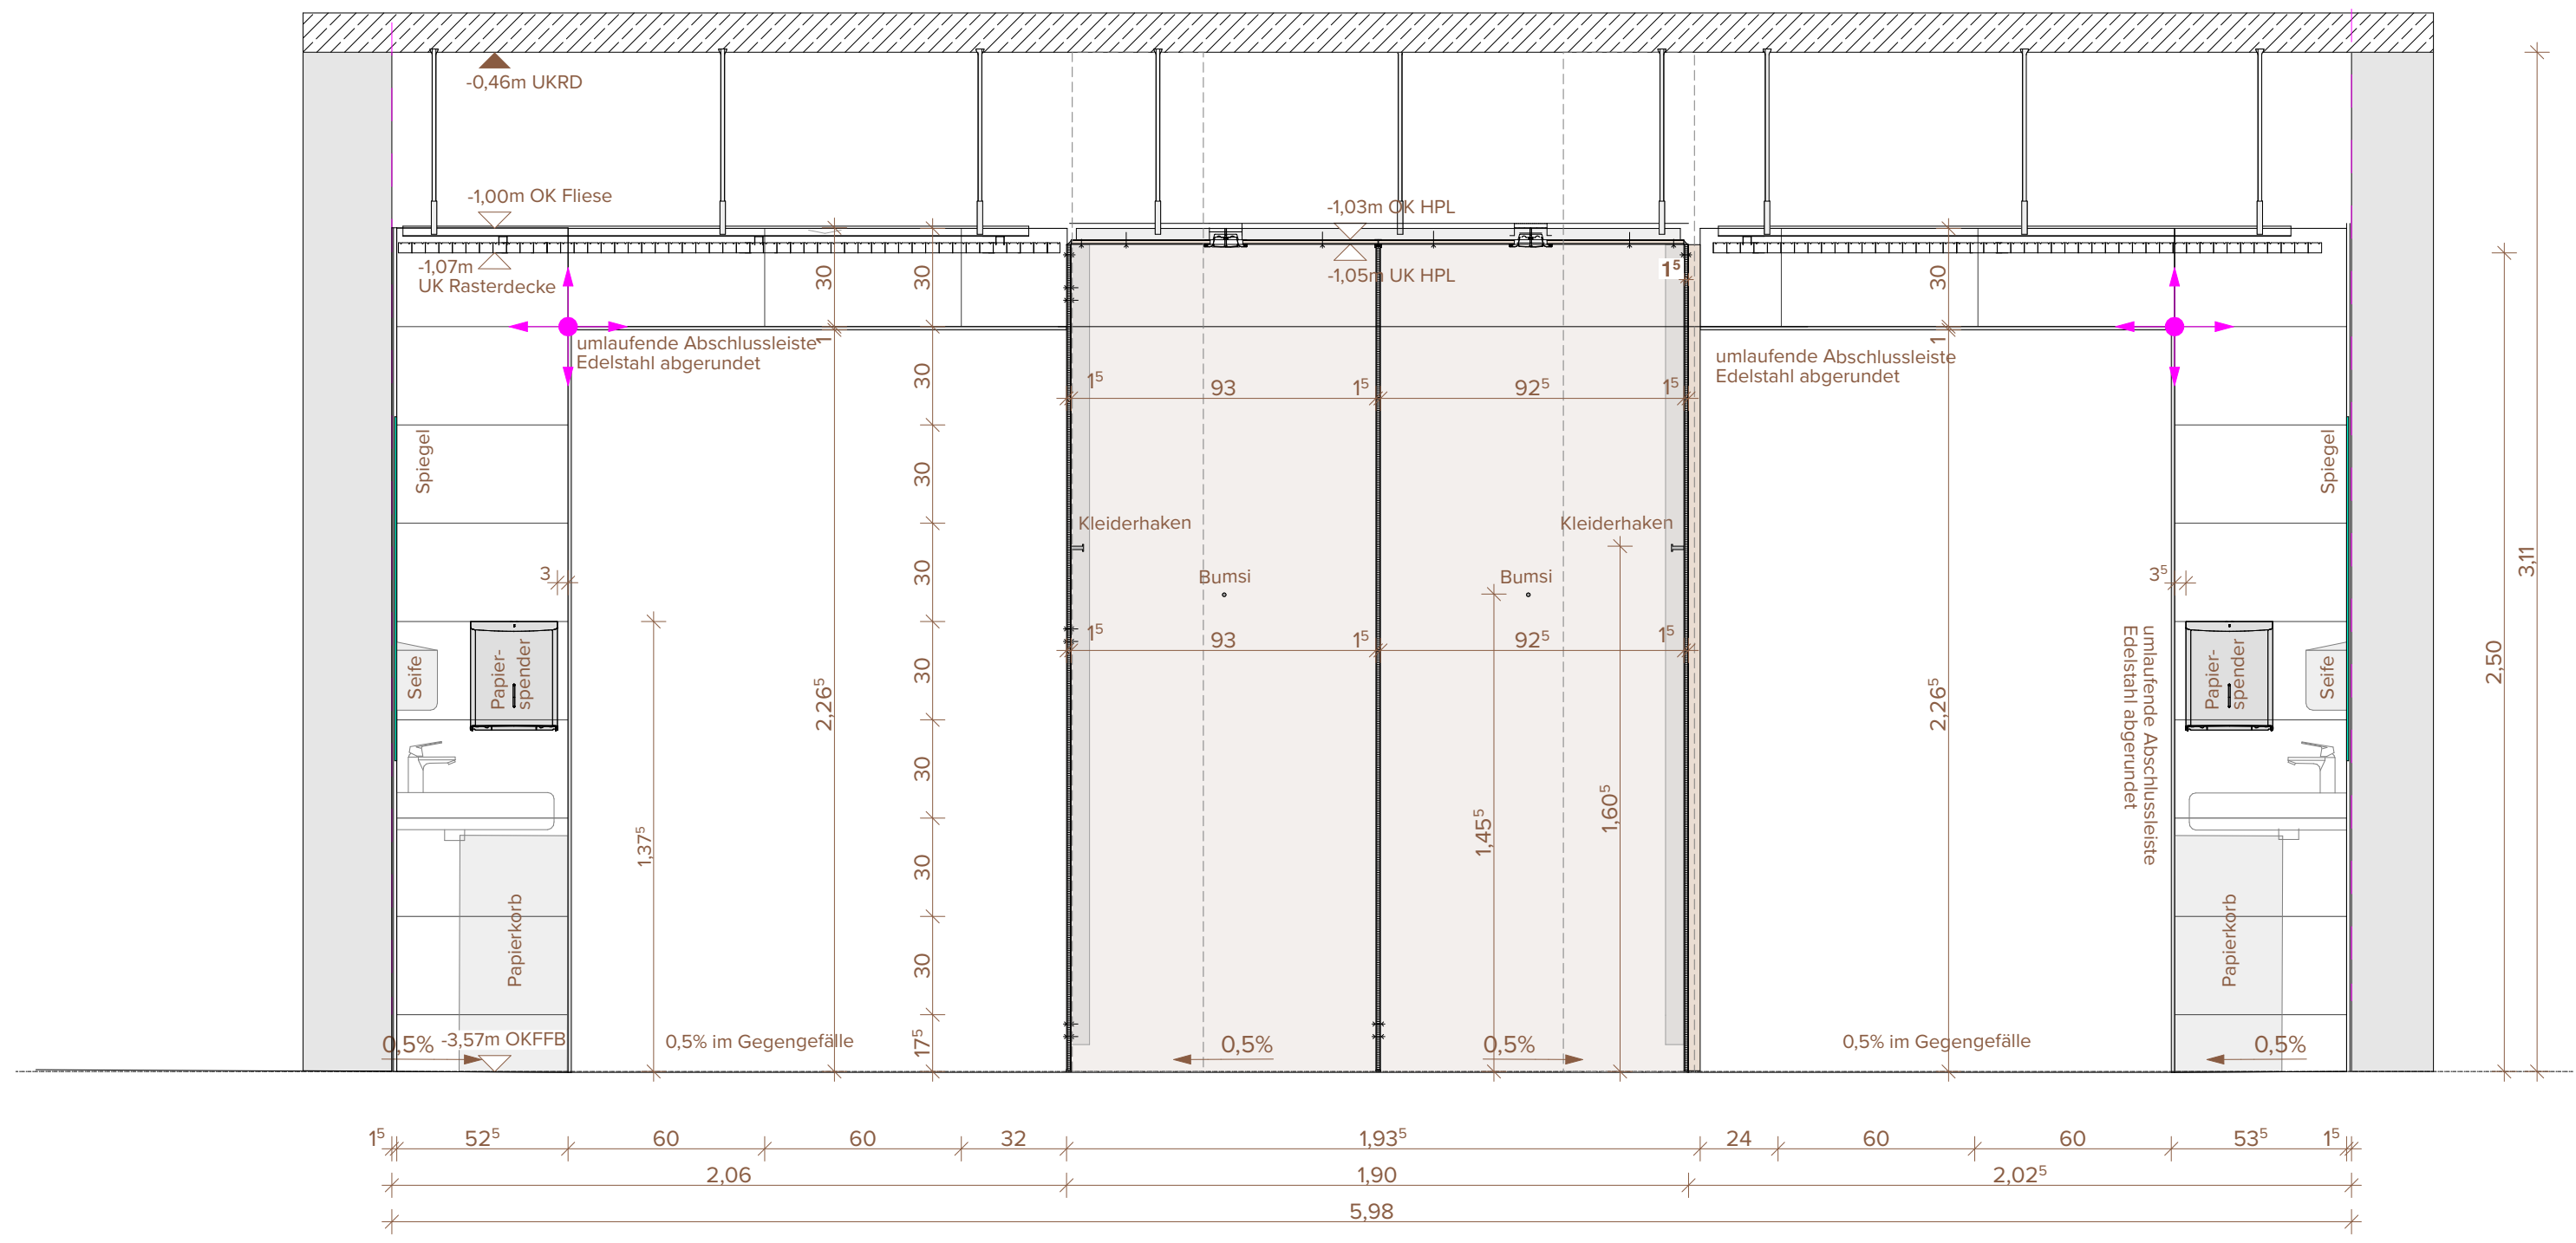 -0,46m UKRD
-1,00m OK Fliese
-1,03m OK HPL
-1,07m
UK Rasterdecke
-1,05m UK HPL
1⁵
30
30
30
umlaufende Abschlussleiste
Edelstahl abgerundet
1
1
umlaufende Abschlussleiste
Edelstahl abgerundet
30
1⁵
93
1⁵
92⁵
1⁵
Spiegel
30
Spiegel
Kleiderhaken
Kleiderhaken
3,11
3
30
Bumsi
Bumsi
3⁵
1⁵
93
1⁵
92⁵
1⁵
Seife
Papier-
spender
30
2,26⁵
2,26⁵
umlaufende Abschlussleiste
Edelstahl abgerundet
Papier-
spender
Seife
2,50
30
1,37⁵
1,45⁵
1,60⁵
30
Papierkorb
30
Papierkorb
0,5%
-3,57m OKFFB
0,5% im Gegengefälle
17⁵
0,5%
0,5%
0,5% im Gegengefälle
0,5%
1⁵
52⁵
60
60
32
1,93⁵
24
60
60
53⁵
1⁵
2,06
1,90
2,02⁵
5,98